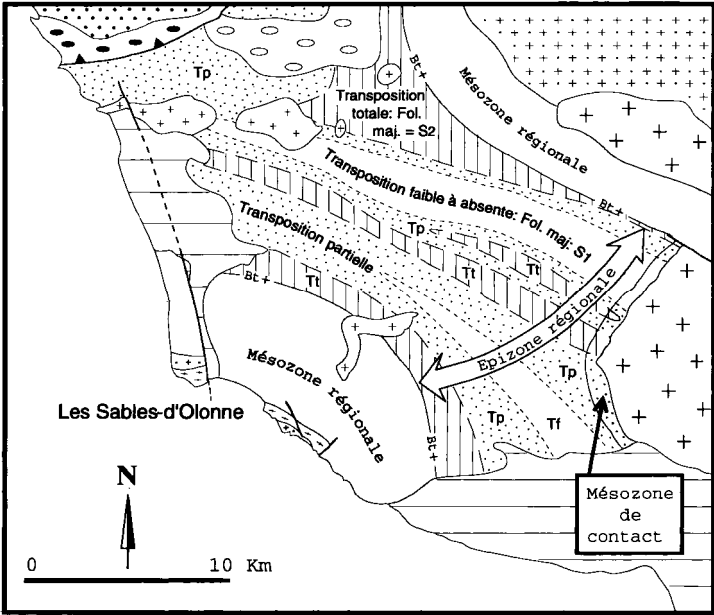 Tp
Bt+
Mésozone régionale
Transposition
totale: Fol.
maj. = S2
Transposition faible à absente: Fol. maj: S1
Bt+
Tp
Transposition partielle
Tt
Tt
Bt+
Tt
Epizone régionale
Mésozone régionale
Tp
Les Sables-d'Olonne
Tp
Tf
Bt+
N
Mésozone
de
contact
0 10 Km